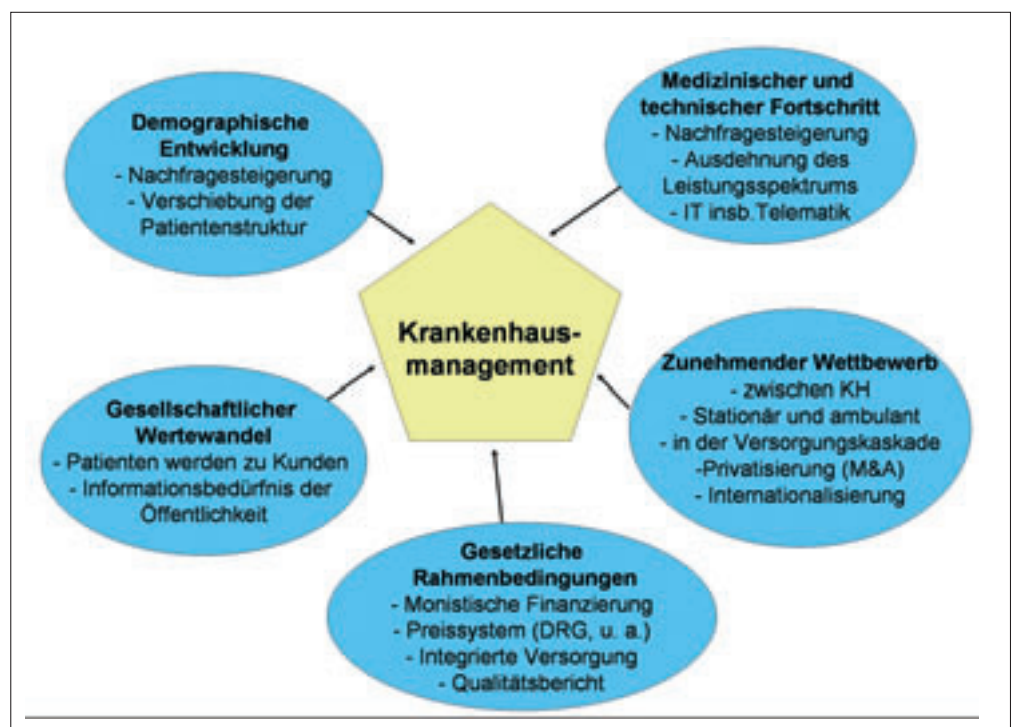 Demographische
Entwicklung
- Nachfragesteigerung
- Verschiebung der
Patientenstruktur
Medizinischer und
technischer Fortschritt
- Nachfragesteigerung
- Ausdehnung des
Leistungsspektrums
- IT insb.Telematik
Krankenhaus-
management
Gesellschaftlicher
Wertewandel
- Patienten werden zu Kunden
- Informationsbedürfnis der
Öffentlichkeit
Zunehmender Wettbewerb
- zwischen KH
- Stationär und ambulant
- in der Versorgungskaskade
-Privatisierung (M&A)
- Internationalisierung
Gesetzliche
Rahmenbedingungen
- Monistische Finanzierung
- Preissystem (DRG, u. a.)
- Integrierte Versorgung
- Qualitätsbericht